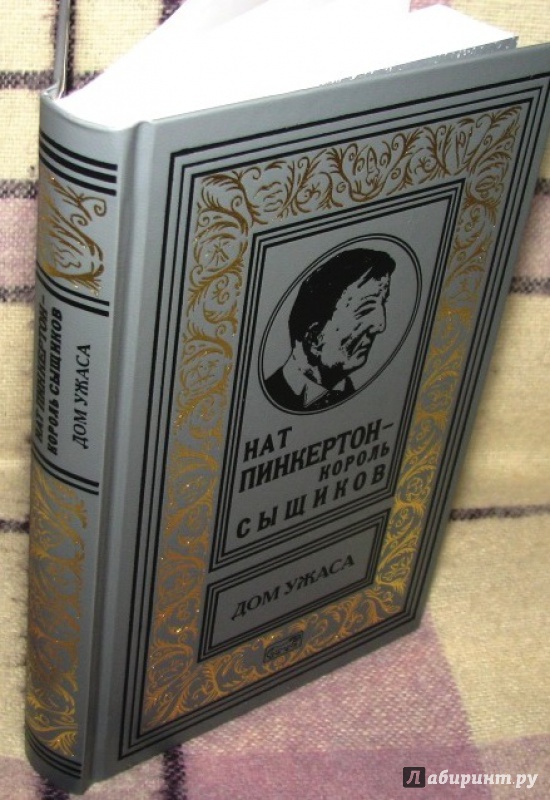 НАТ ПИНКЕРТОН-
КОРОЛЬ СЫЩИКОВ
ДОМ УЖАСА
НАТ
ПИНКЕРТОН-
КОРОЛЬ
СЫЩИКОВ
ДОМ УЖАСА
Лабиринт.ру